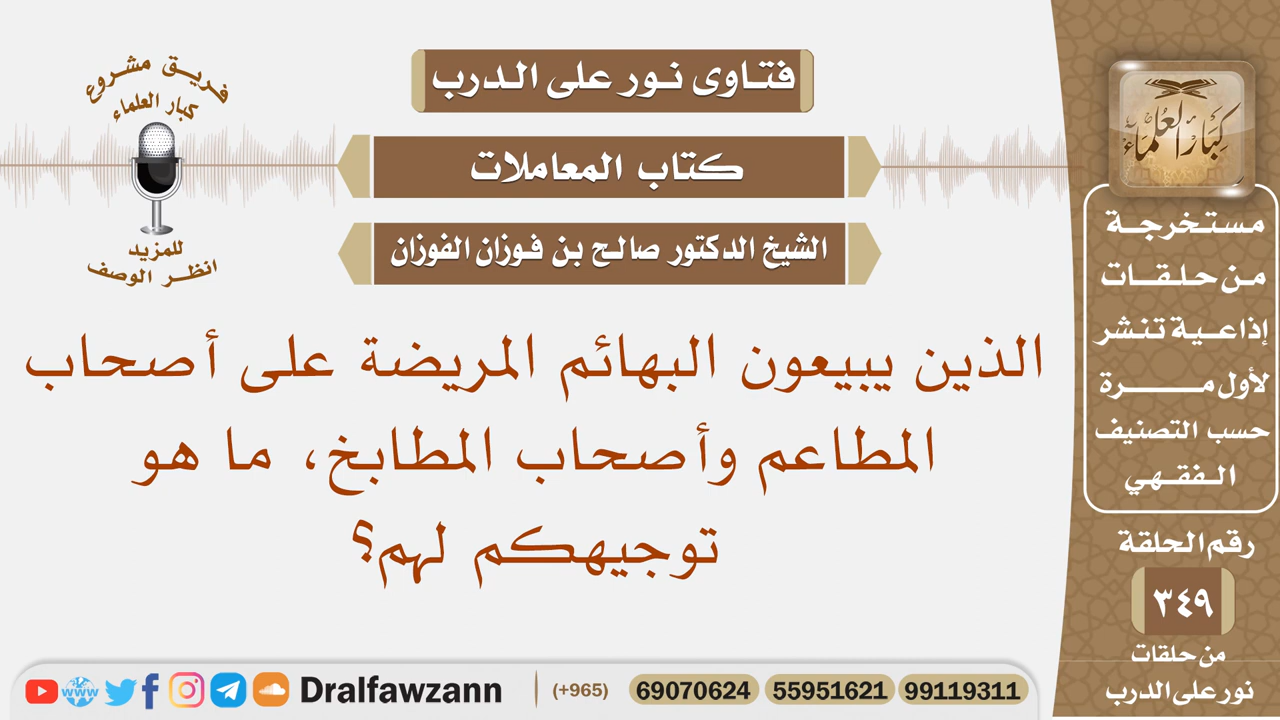 فتاوى نور على الدرب
كتاب المعاملات
الشيخ الدكتور صالح بن فوزان الفوزان
الذين يبيعون البهائم المريضة على أصحاب
المطاعم وأصحاب المطابخ، ما هو
توجيهكم لهم؟
فريق مشروع
كبار العلماء
للمزيد
انظر الوصف
كبار العلماء
مستخرجة
من حلقات
إذاعية تنشر
لأول مرة
حسب التصنيف
الفقهي
رقم الحلقة
٣٤٩
من حلقات
نور على الدرب
www
Dralfawzann
(+965)
69070624
55951621
99119311